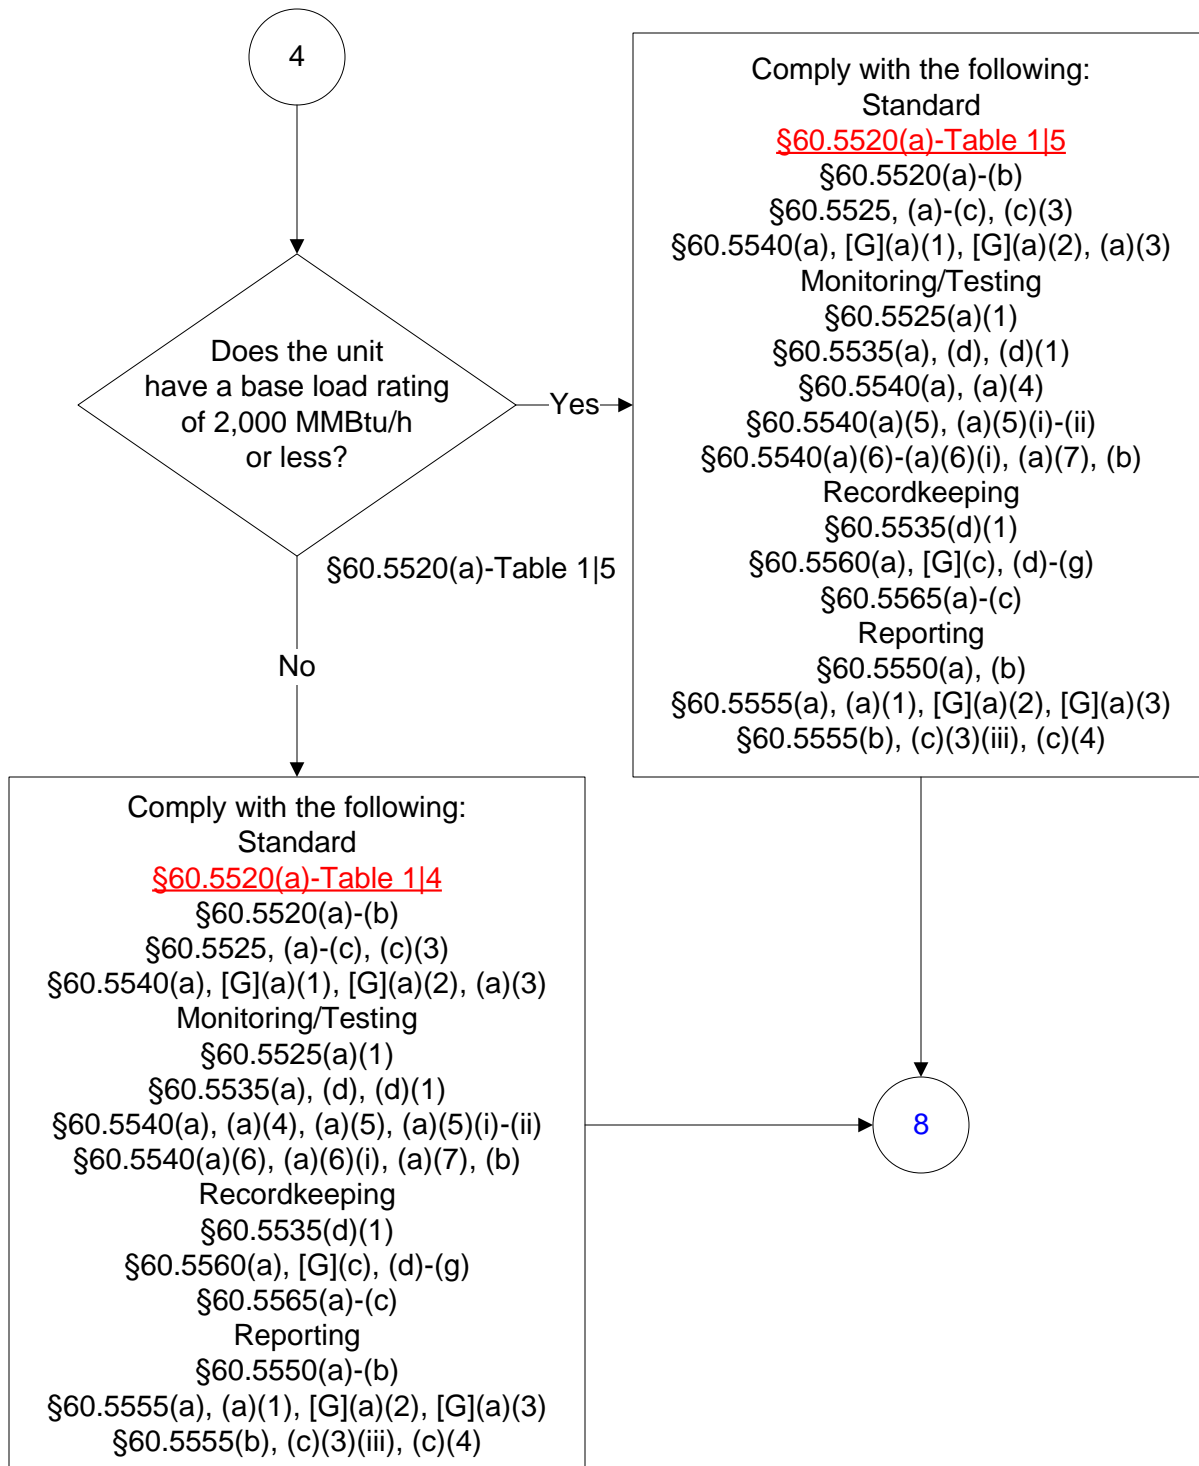 4
Does the unit
have a base load rating
of 2,000 MMBtu/h
or less?
Yes
§60.5520(a)-Table 1|5
No
Comply with the following:
Standard
§60.5520(a)-Table 1|5
§60.5520(a)-(b)
§60.5525, (a)-(c), (c)(3)
§60.5540(a), [G](a)(1), [G](a)(2), (a)(3)
Monitoring/Testing
§60.5525(a)(1)
§60.5535(a), (d), (d)(1)
§60.5540(a), (a)(4)
§60.5540(a)(5), (a)(5)(i)-(ii)
§60.5540(a)(6)-(a)(6)(i), (a)(7), (b)
Recordkeeping
§60.5535(d)(1)
§60.5560(a), [G](c), (d)-(g)
§60.5565(a)-(c)
Reporting
§60.5550(a), (b)
§60.5555(a), (a)(1), [G](a)(2), [G](a)(3)
§60.5555(b), (c)(3)(iii), (c)(4)
Comply with the following:
Standard
§60.5520(a)-Table 1|4
§60.5520(a)-(b)
§60.5525, (a)-(c), (c)(3)
§60.5540(a), [G](a)(1), [G](a)(2), (a)(3)
Monitoring/Testing
§60.5525(a)(1)
§60.5535(a), (d), (d)(1)
§60.5540(a), (a)(4), (a)(5), (a)(5)(i)-(ii)
§60.5540(a)(6), (a)(6)(i), (a)(7), (b)
Recordkeeping
§60.5535(d)(1)
§60.5560(a), [G](c), (d)-(g)
§60.5565(a)-(c)
Reporting
§60.5550(a)-(b)
§60.5555(a), (a)(1), [G](a)(2), [G](a)(3)
§60.5555(b), (c)(3)(iii), (c)(4)
8